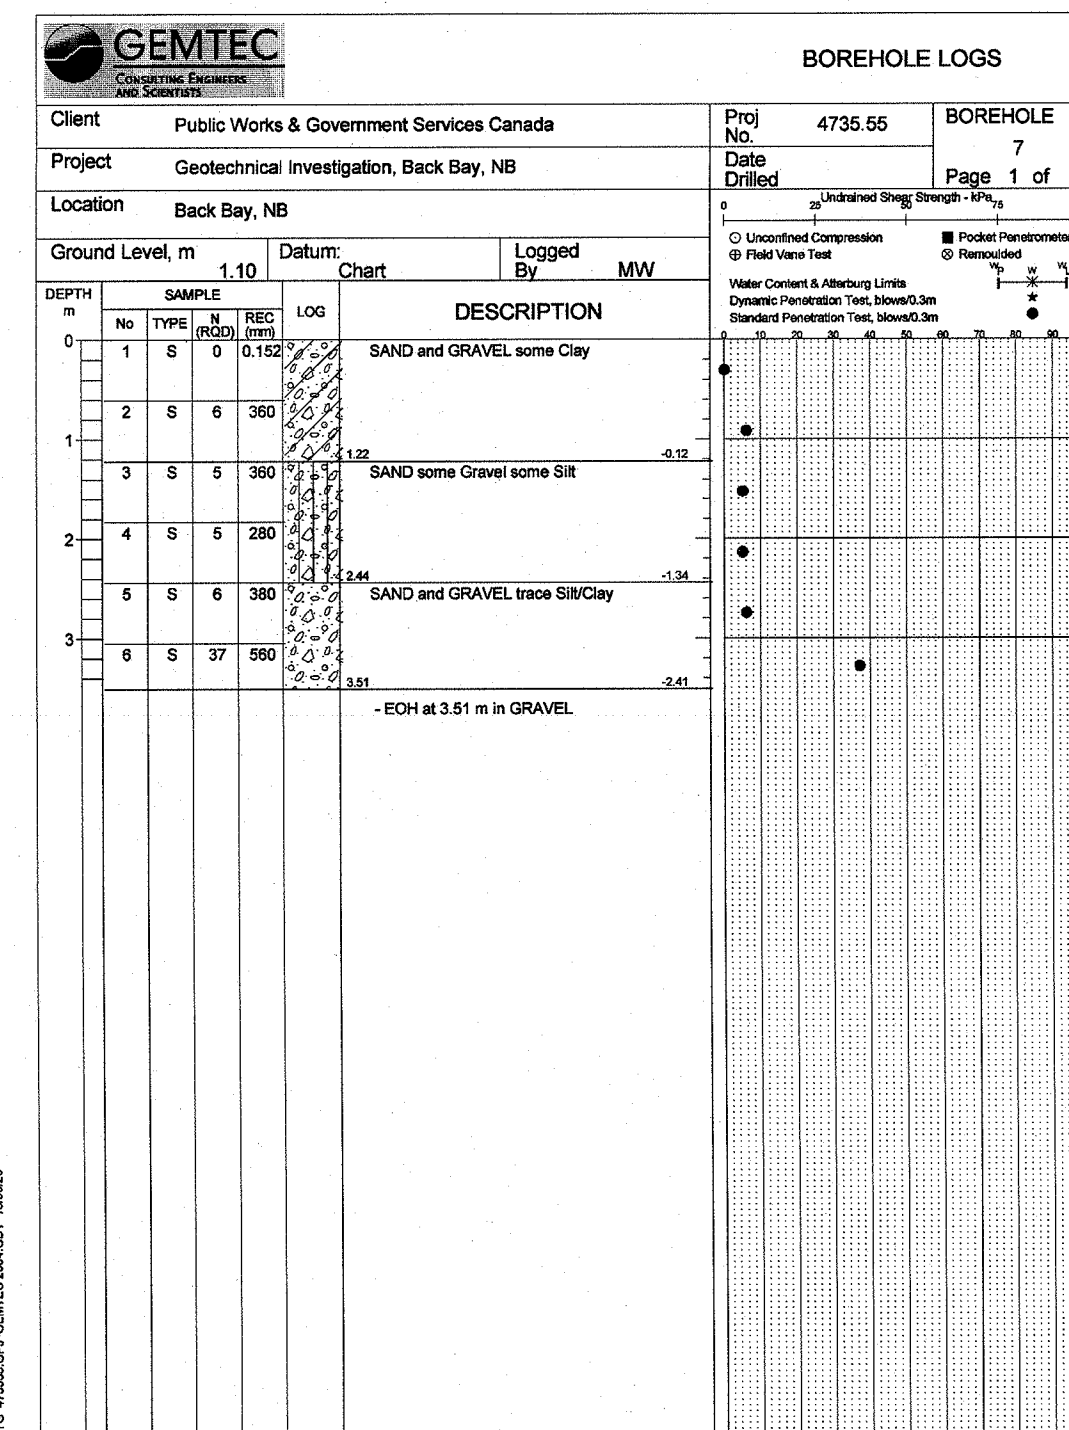 GEMTEC
CONSULTING ENGINEERS
AND SCIENTISTS
BOREHOLE LOGS
Client Public Works & Government Services Canada
Proj No. 4735.55
BOREHOLE
7
Project Geotechnical Investigation, Back Bay, NB
Date Drilled
Page 1 of
Location Back Bay, NB
Undrained Shear Strength - kPa
0 25 50 75
Ground Level, m 1.10
Datum: Chart
Logged By MW
Unconfined Compression Pocket Penetrometer
Field Vane Test Remoulded
Water Content & Atterburg Limits Wp W WL
Dynamic Penetration Test, blows/0.3m
Standard Penetration Test, blows/0.3m
0 10 20 30 40 50 60 70 80 90
DEPTH m SAMPLE LOG DESCRIPTION
No TYPE N (RQD) REC (mm)
0
1 S 0 0.152 SAND and GRAVEL some Clay
2 S 6 360
1
1.22 -0.12
3 S 5 360 SAND some Gravel some Silt
4 S 5 280
2
2.44 -1.34
5 S 6 380 SAND and GRAVEL trace Silt/Clay
3
6 S 37 560
3.51 -2.41
- EOH at 3.51 m in GRAVEL